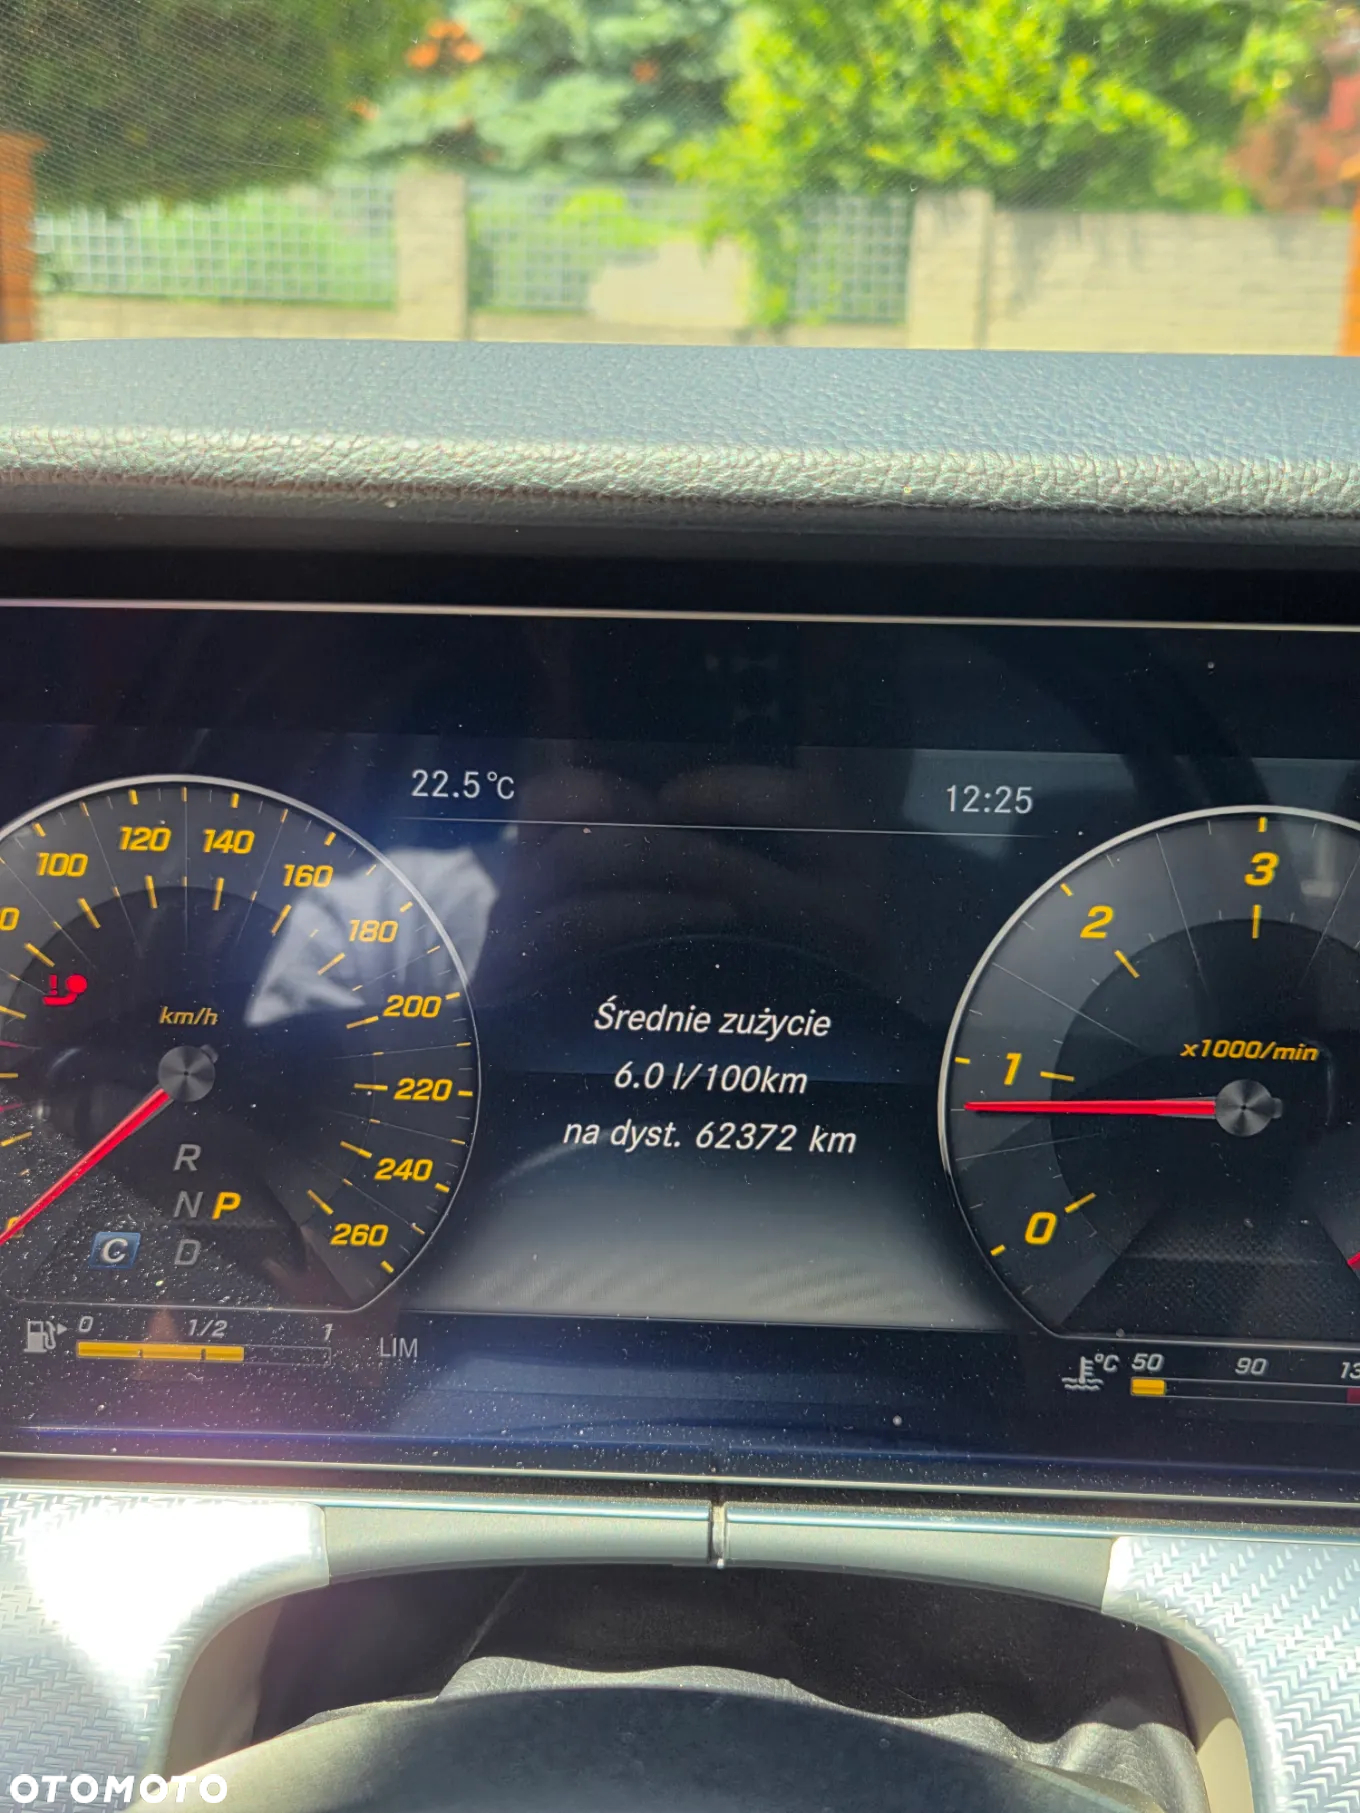 22.5°C
12:25
120
140
100
160
180
200
220
240
260
km/h
R
N P
D
C
0
1/2
1
LIM
Średnie zużycie
6.0 l/100km
na dyst. 62372 km
3
2
1
0
x1000/min
°C
50
90
OTOMOTO